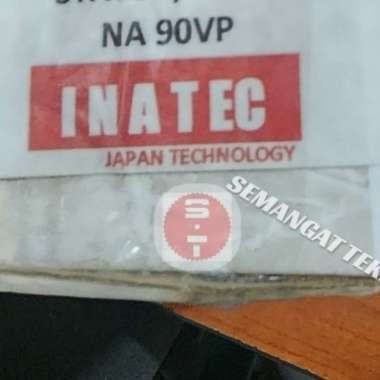 NA 90VP
INATEC
JAPAN TECHNOLOGY
S.T
SEMANGAT TEK